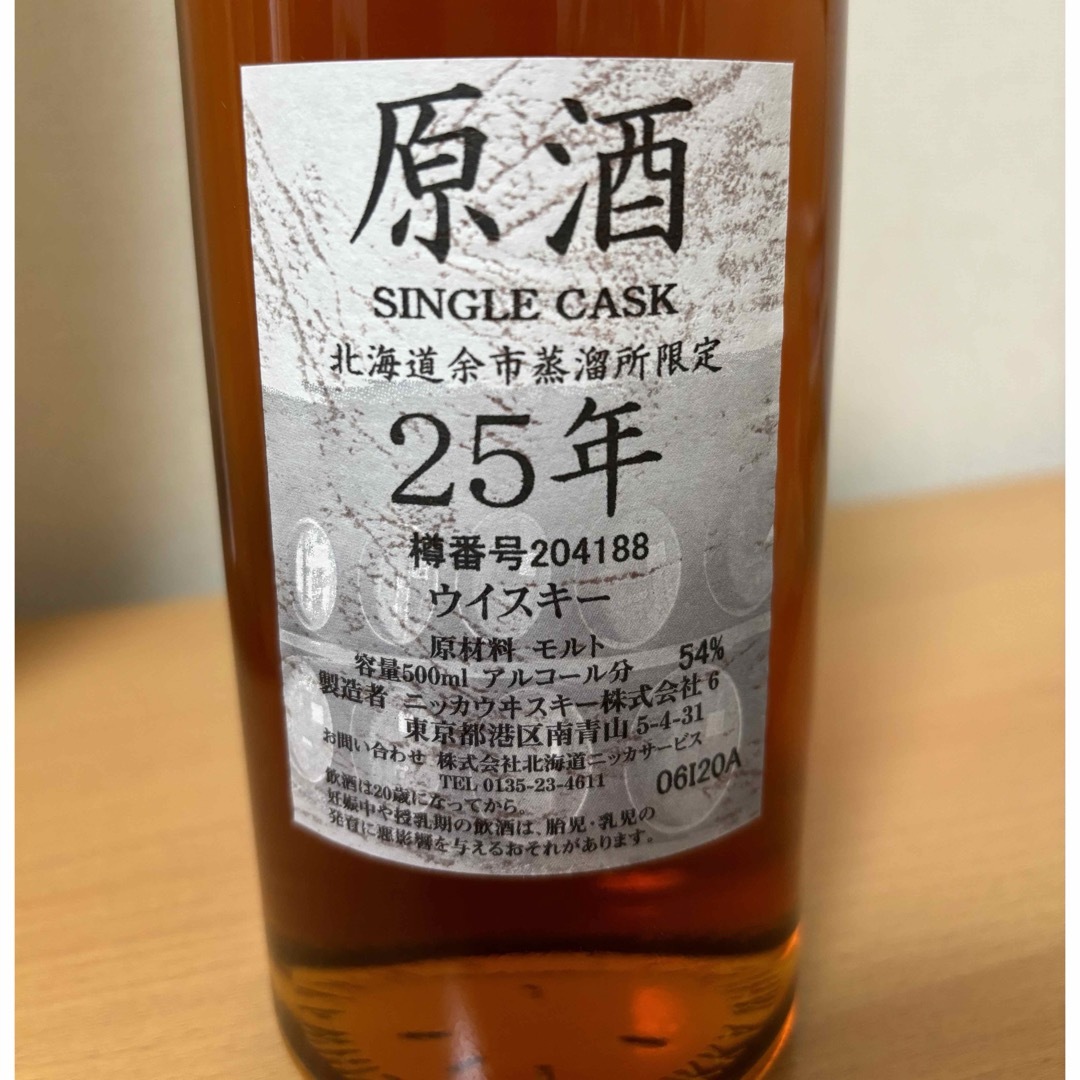 原酒
SINGLE CASK
北海道余市蒸溜所限定
25年
樽番号204188
ウイスキー
原材料 モルト
容量500ml アルコール分 54%
製造者 ニッカウヰスキー株式会社 6
東京都港区南青山 5-4-31
お問い合わせ 株式会社北海道ニッカサービス
TEL 0135-23-4611
06I20A
飲酒は20歳になってから。
妊娠中や授乳期の飲酒は、胎児・乳児の
発育に悪影響を与えるおそれがあります。